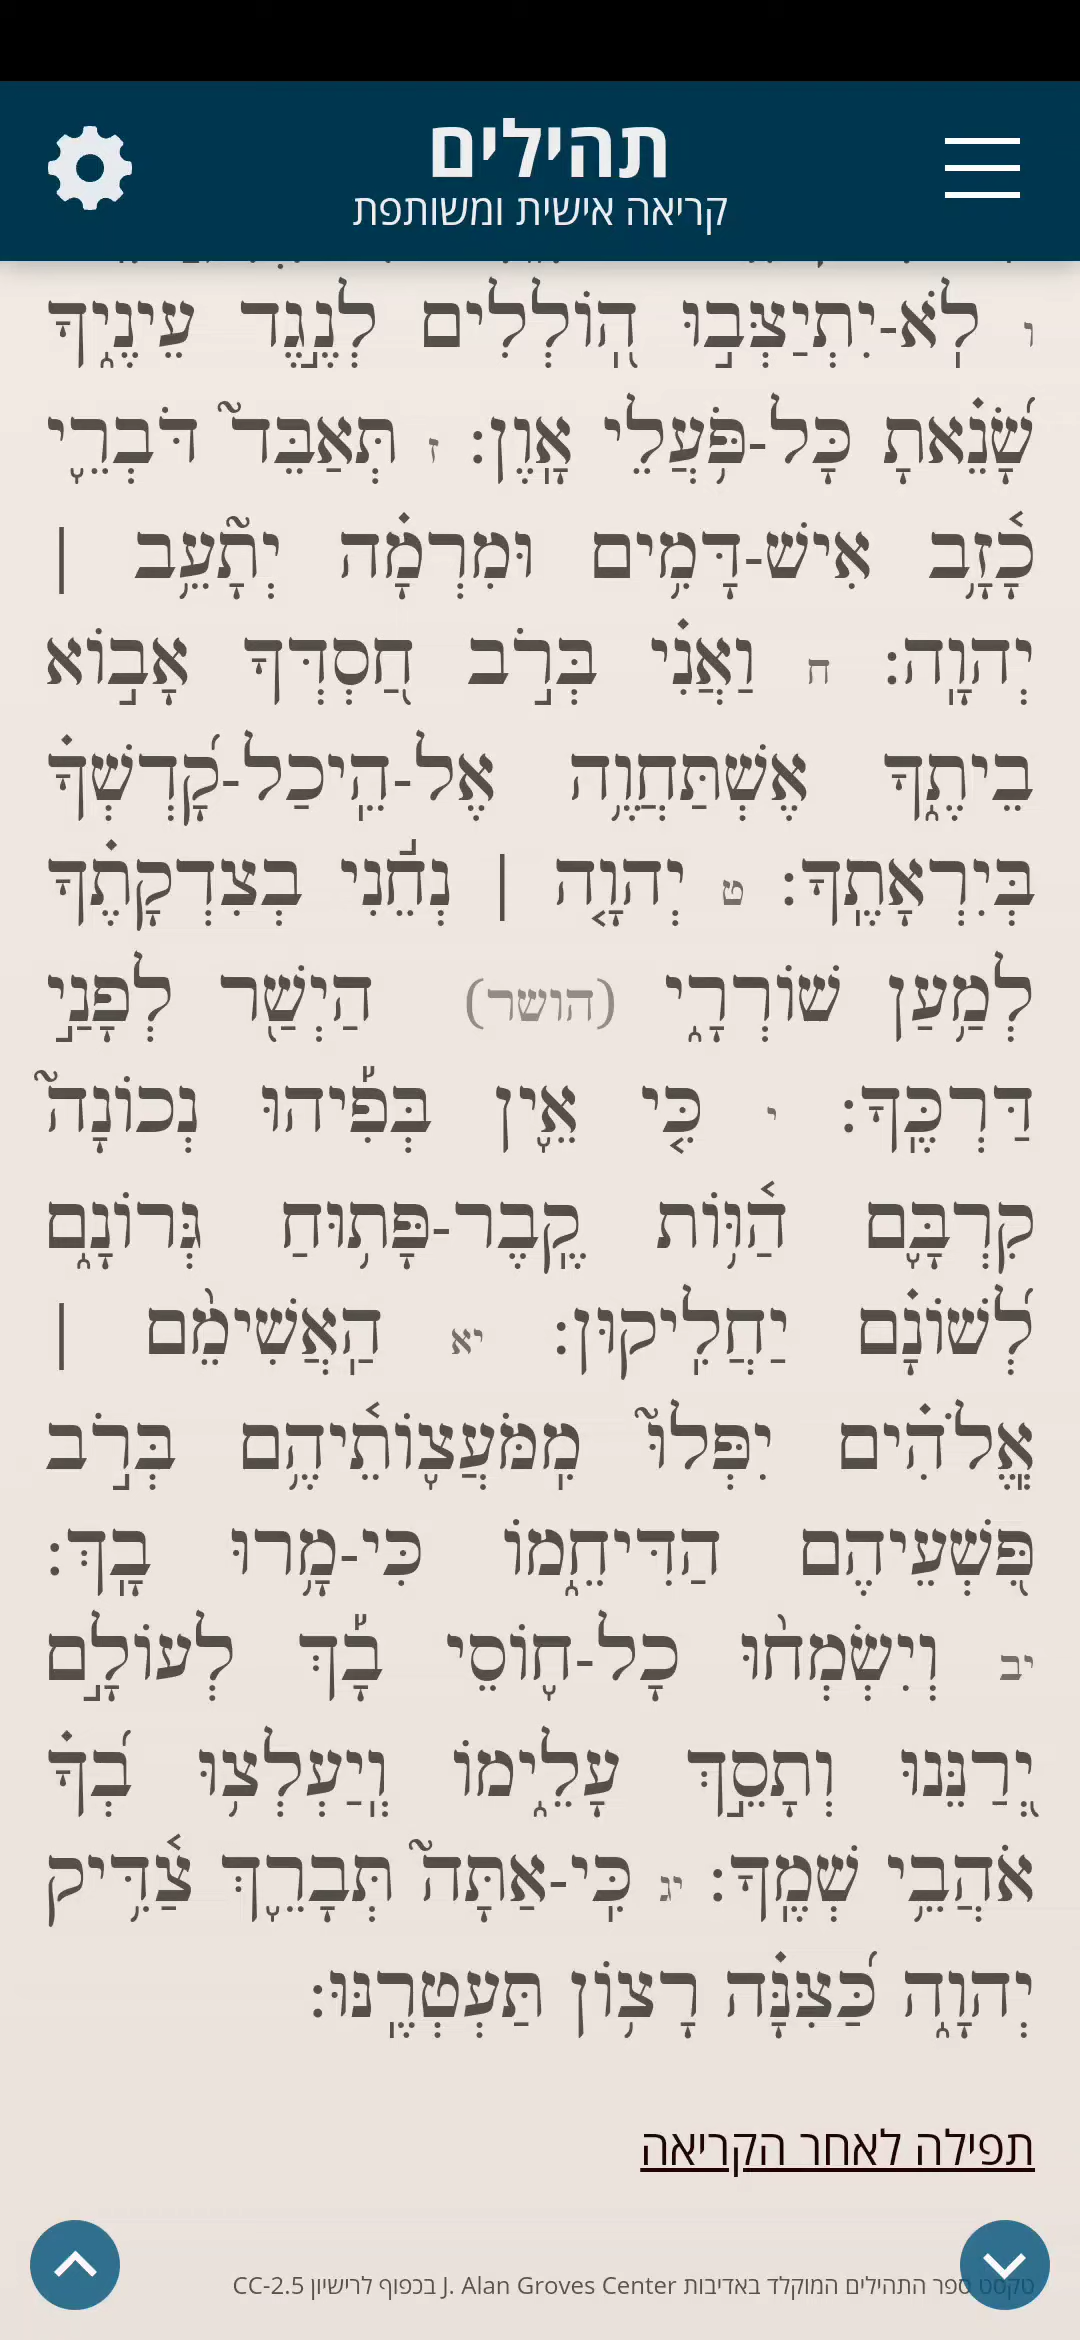 תהילים
קריאה אישית ומשותפת
ו לֹֽא-יִתְיַצְּב֣וּ ה֭וֹלְלִים לְנֶ֣גֶד עֵינֶ֑יךָ
שָׂ֝נֵ֗אתָ כָּל-פֹּ֥עֲלֵי אָֽוֶן׃ ז תְּאַבֵּד֮ דֹּבְרֵ֪י
כָ֫זָ֥ב אִישׁ-דָּמִ֥ים וּמִרְמָ֗ה יְתָ֘עֵ֥ב |
יְהוָֽה׃ ח וַאֲנִ֗י בְּרֹ֣ב חַ֭סְדְּךָ אָב֣וֹא
בֵיתֶ֑ךָ אֶשְׁתַּחֲוֶ֥ה אֶל-הֵֽיכַל-קָ֝דְשְׁךָ֗
בְּיִרְאָתֶֽךָ׃ ט יְהוָ֤ה | נְחֵ֬נִי בְצִדְקָתֶ֗ךָ
לְמַ֥עַן שׁוֹרְרָ֑י (הושר) הַיְשַׁ֖ר לְפָנַ֣י
דַּרְכֶּֽךָ׃ י כִּ֤י אֵ֪ין בְּפִ֡יהוּ נְכוֹנָה֮
קִרְבָּ֪ם הַ֫וּ֥וֹת קֶֽבֶר-פָּת֥וּחַ גְּרוֹנָ֑ם
לְ֝שׁוֹנָ֗ם יַחֲלִֽיקוּן׃ יא הַֽאֲשִׁימֵ֨ם |
אֱֽלֹהִ֗ים יִפְּלוּ֮ מִֽמֹּעֲצ֪וֹתֵ֫יהֶ֥ם בְּרֹ֣ב
פִּ֭שְׁעֵיהֶם הַדִּיחֵ֑מוֹ כִּי-מָ֥רוּ בָֽךְ׃
יב וְיִשְׂמְח֨וּ כָל-ח֪וֹסֵי בָ֡ךְ לְעוֹלָ֣ם
יְ֭רַנֵּנוּ וְתָסֵ֣ךְ עָלֵ֑ימוֹ וְֽיַעְלְצ֥וּ בְ֝ךָ֗
אֹהֲבֵ֥י שְׁמֶֽךָ׃ יג כִּֽי-אַתָּה֮ תְּבָרֵ֪ךְ צַ֫דִּ֥יק
יְהוָ֑ה כַּ֝צִּנָּ֗ה רָצ֥וֹן תַּעְטְרֶֽנּוּ׃
תפילה לאחר הקריאה
טקסט ספר התהילים המוקלד באדיבות J. Alan Groves Center בכפוף לרישיון CC-2.5